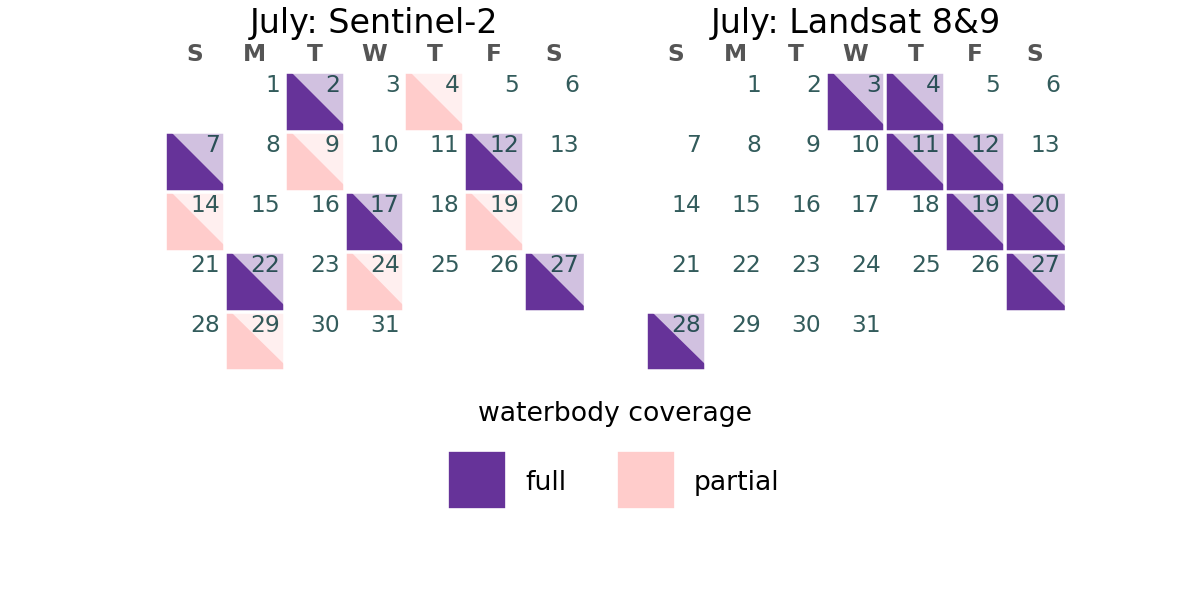 July: Sentinel-2
S M T W T F S
1 2 3 4 5 6
7 8 9 10 11 12 13
14 15 16 17 18 19 20
21 22 23 24 25 26 27
28 29 30 31
July: Landsat 8&9
S M T W T F S
1 2 3 4 5 6
7 8 9 10 11 12 13
14 15 16 17 18 19 20
21 22 23 24 25 26 27
28 29 30 31
waterbody coverage
full partial